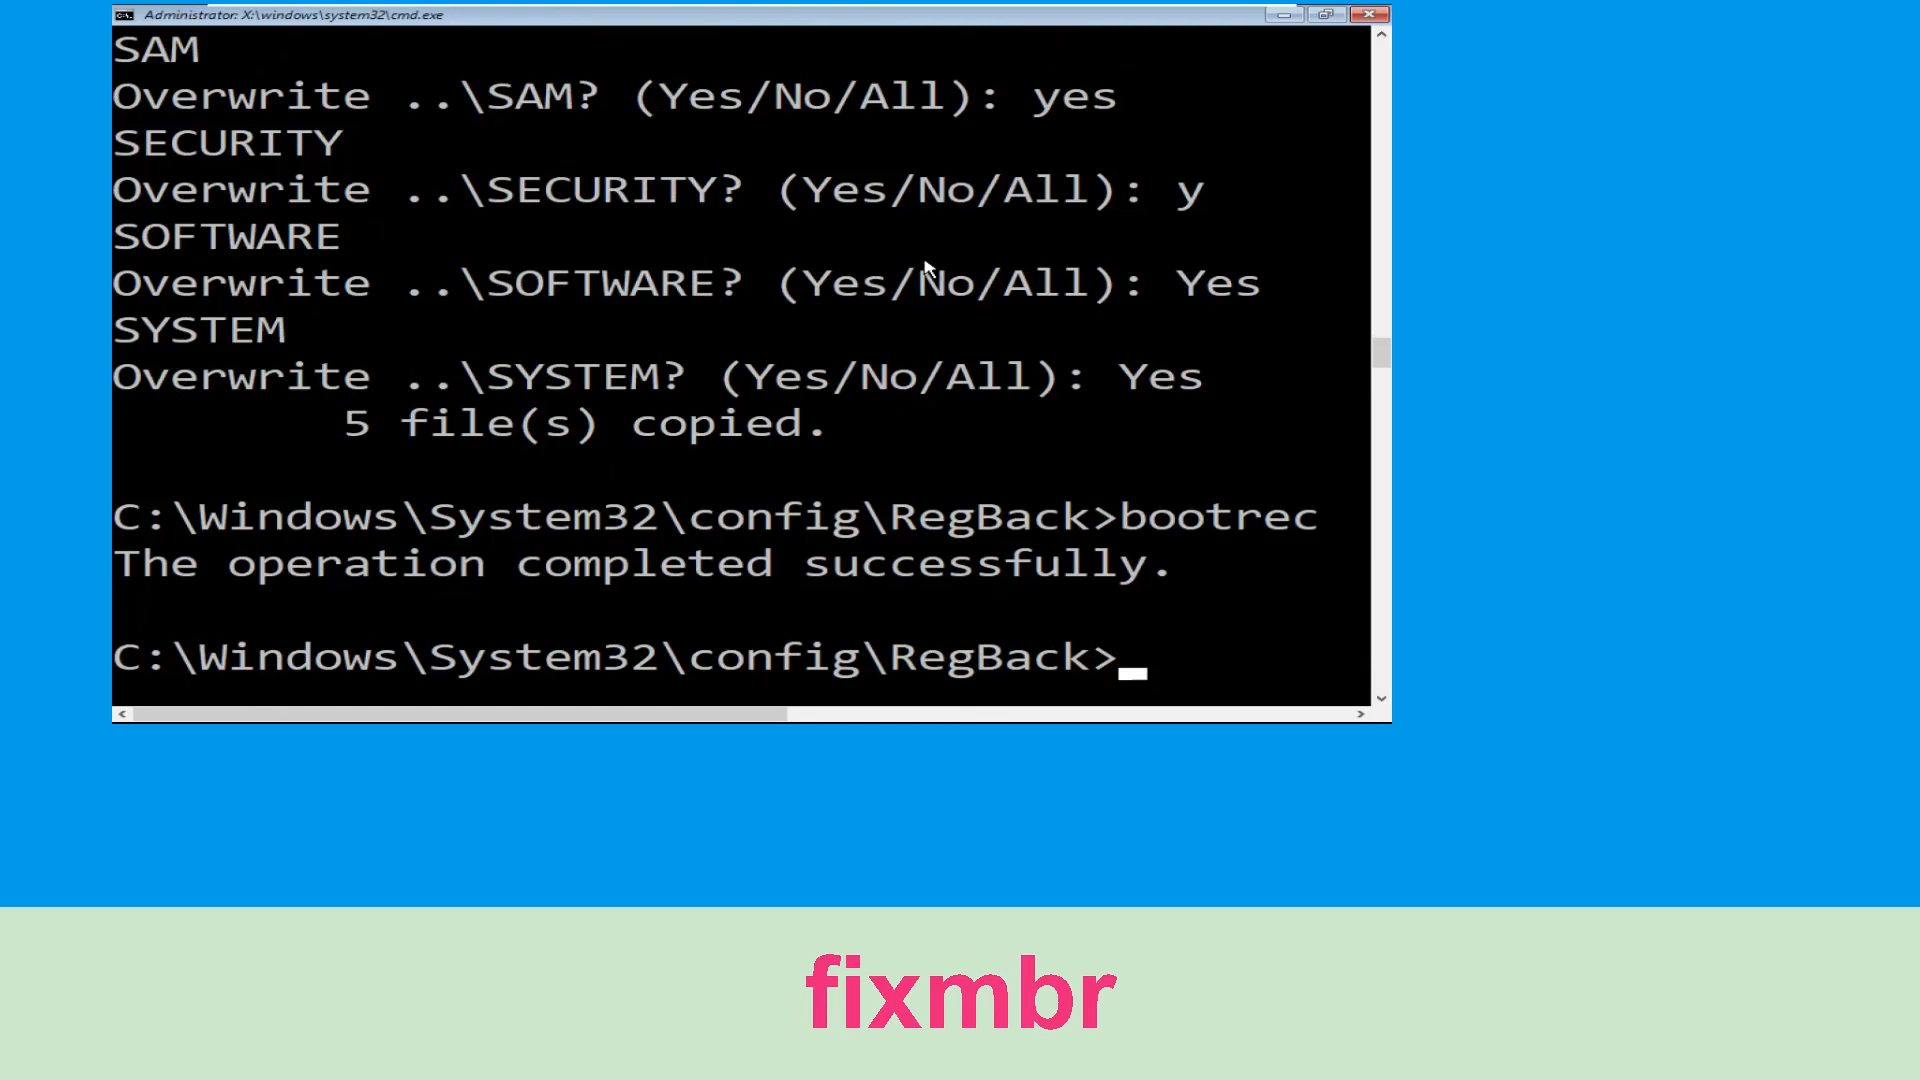 Administrator: X:\windows\system32\cmd.exe
SAM
Overwrite ..\SAM? (Yes/No/All): yes
SECURITY
Overwrite ..\SECURITY? (Yes/No/All): y
SOFTWARE
Overwrite ..\SOFTWARE? (Yes/No/All): Yes
SYSTEM
Overwrite ..\SYSTEM? (Yes/No/All): Yes
5 file(s) copied.
C:\Windows\System32\config\RegBack>bootrec
The operation completed successfully.
C:\Windows\System32\config\RegBack>
fixmbr